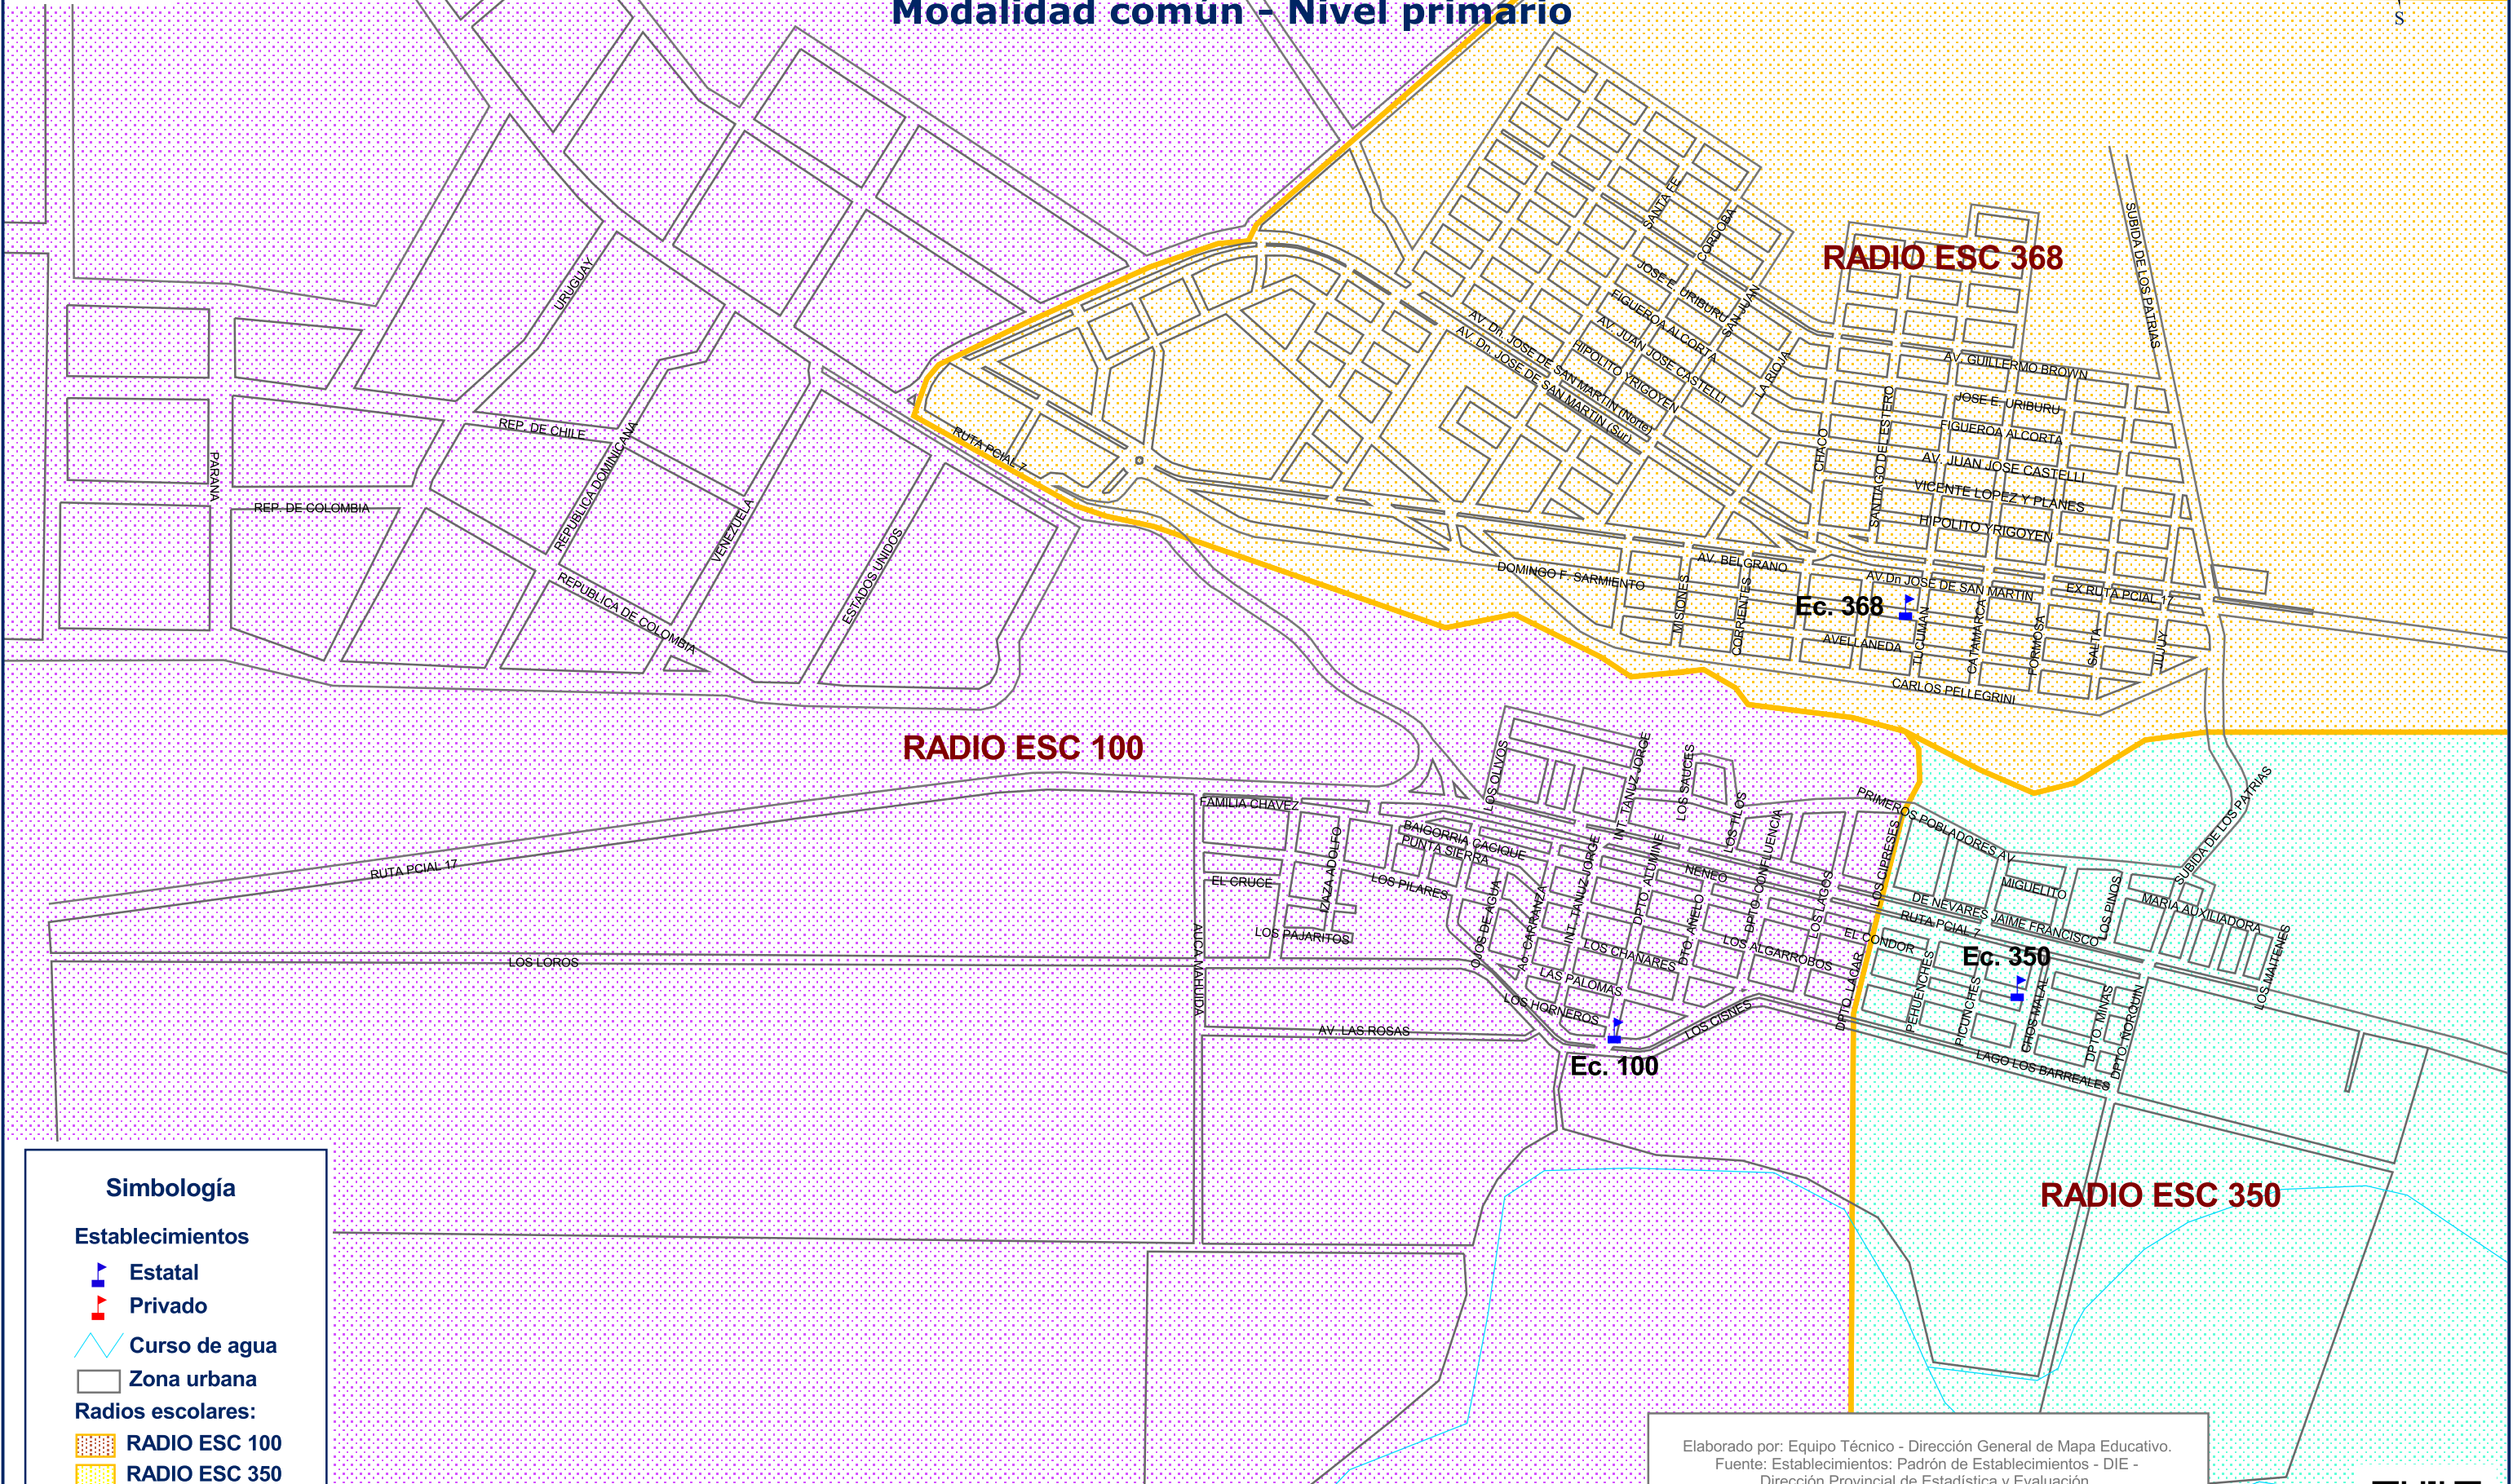 Modalidad común - Nivel primario
S
SANTA FE
CORDOBA
RADIO ESC 368
SUBIDA DE LOS PATRIAS
URUGUAY
JOSE E. URIBURU
SAN JUAN
FIGUEROA ALCORTA
AV. JUAN JOSE CASTELLI
AV. Dn. JOSE DE SAN MARTIN (Norte)
AV. Dn. JOSE DE SAN MARTIN (Sur)
HIPOLITO YRIGOYEN
LA RIOJA
AV. GUILLERMO BROWN
JOSE E. URIBURU
FIGUEROA ALCORTA
AV. JUAN JOSE CASTELLI
VICENTE LOPEZ Y PLANES
HIPOLITO YRIGOYEN
CHACO
SANTIAGO DEL ESTERO
REP. DE CHILE
REPUBLICA DOMINICANA
RUTA PCIAL 7
PARANA
REP. DE COLOMBIA
VENEZUELA
ESTADOS UNIDOS
REPUBLICA DE COLOMBIA
AV. BELGRANO
DOMINGO F. SARMIENTO
AV.Dn JOSE DE SAN MARTIN
EX RUTA PCIAL 17
Ec. 368
MISIONES
CORRIENTES
AVELLANEDA
TUCUMAN
CATAMARCA
FORMOSA
SALTA
JUJUY
CARLOS PELLEGRINI
RADIO ESC 100
LOS OLIVOS
INT. TANUZ JORGE
LOS SAUCES
LOS TILOS
FAMILIA CHAVEZ
PRIMEROS POBLADORES AV
SUBIDA DE LOS PATRIAS
BAIGORRIA CACIQUE
PUNTA SIERRA
IZAZA ADOLFO
RUTA PCIAL 17
EL CRUCE
LOS PILARES
INT. TANUZ JORGE
DPTO. ALUMINE
NENEO
DPTO. CONFLUENCIA
LOS LAGOS
LOS CIPRESES
MIGUELITO
LOS PINOS
MARIA AUXILIADORA
DE NEVARES JAIME FRANCISCO
RUTA PCIAL 7
OJOS DE AGUA
Ao CARRANZA
DPTO. AÑELO
EL CONDOR
LOS PAJARITOS
AUCA MAHUIDA
LOS LOROS
LOS CHAÑARES
LOS ALGARROBOS
LAS PALOMAS
LOS HORNEROS
LOS CISNES
DPTO. LACAR
Ec. 350
PEHUENCHES
PICUNCHES
CHOS MALAL
DPTO. MINAS
DPTO. ÑORQUIN
LOS MAITENES
AV. LAS ROSAS
Ec. 100
LAGO LOS BARREALES
RADIO ESC 350
Simbología
Establecimientos
Estatal
Privado
Curso de agua
Zona urbana
Radios escolares:
RADIO ESC 100
RADIO ESC 350
Elaborado por: Equipo Técnico - Dirección General de Mapa Educativo.
Fuente: Establecimientos: Padrón de Establecimientos - DIE -
Dirección Provincial de Estadística y Evaluación